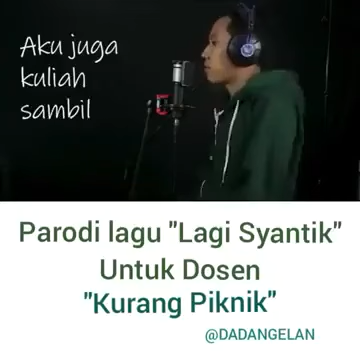 Aku juga
kuliah
sambil
Parodi lagu "Lagi Syantik"
Untuk Dosen
"Kurang Piknik"
@DADANGELAN